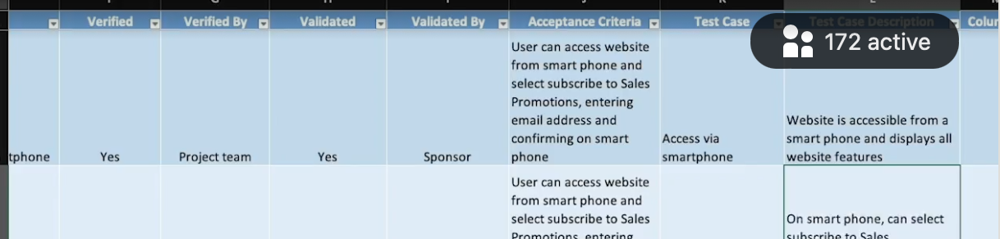 Verified
Verified By
Validated
Validated By
Acceptance Criteria
Test Case
Test Case Description
172 active
tphone
Yes
Project team
Yes
Sponsor
User can access website
from smart phone and
select subscribe to Sales
Promotions, entering
email address and
confirming on smart
phone
Access via
smartphone
Website is accessible from a
smart phone and displays all
website features
User can access website
from smart phone and
select subscribe to Sales
Promotions, entering
On smart phone, can select
subscribe to Sales